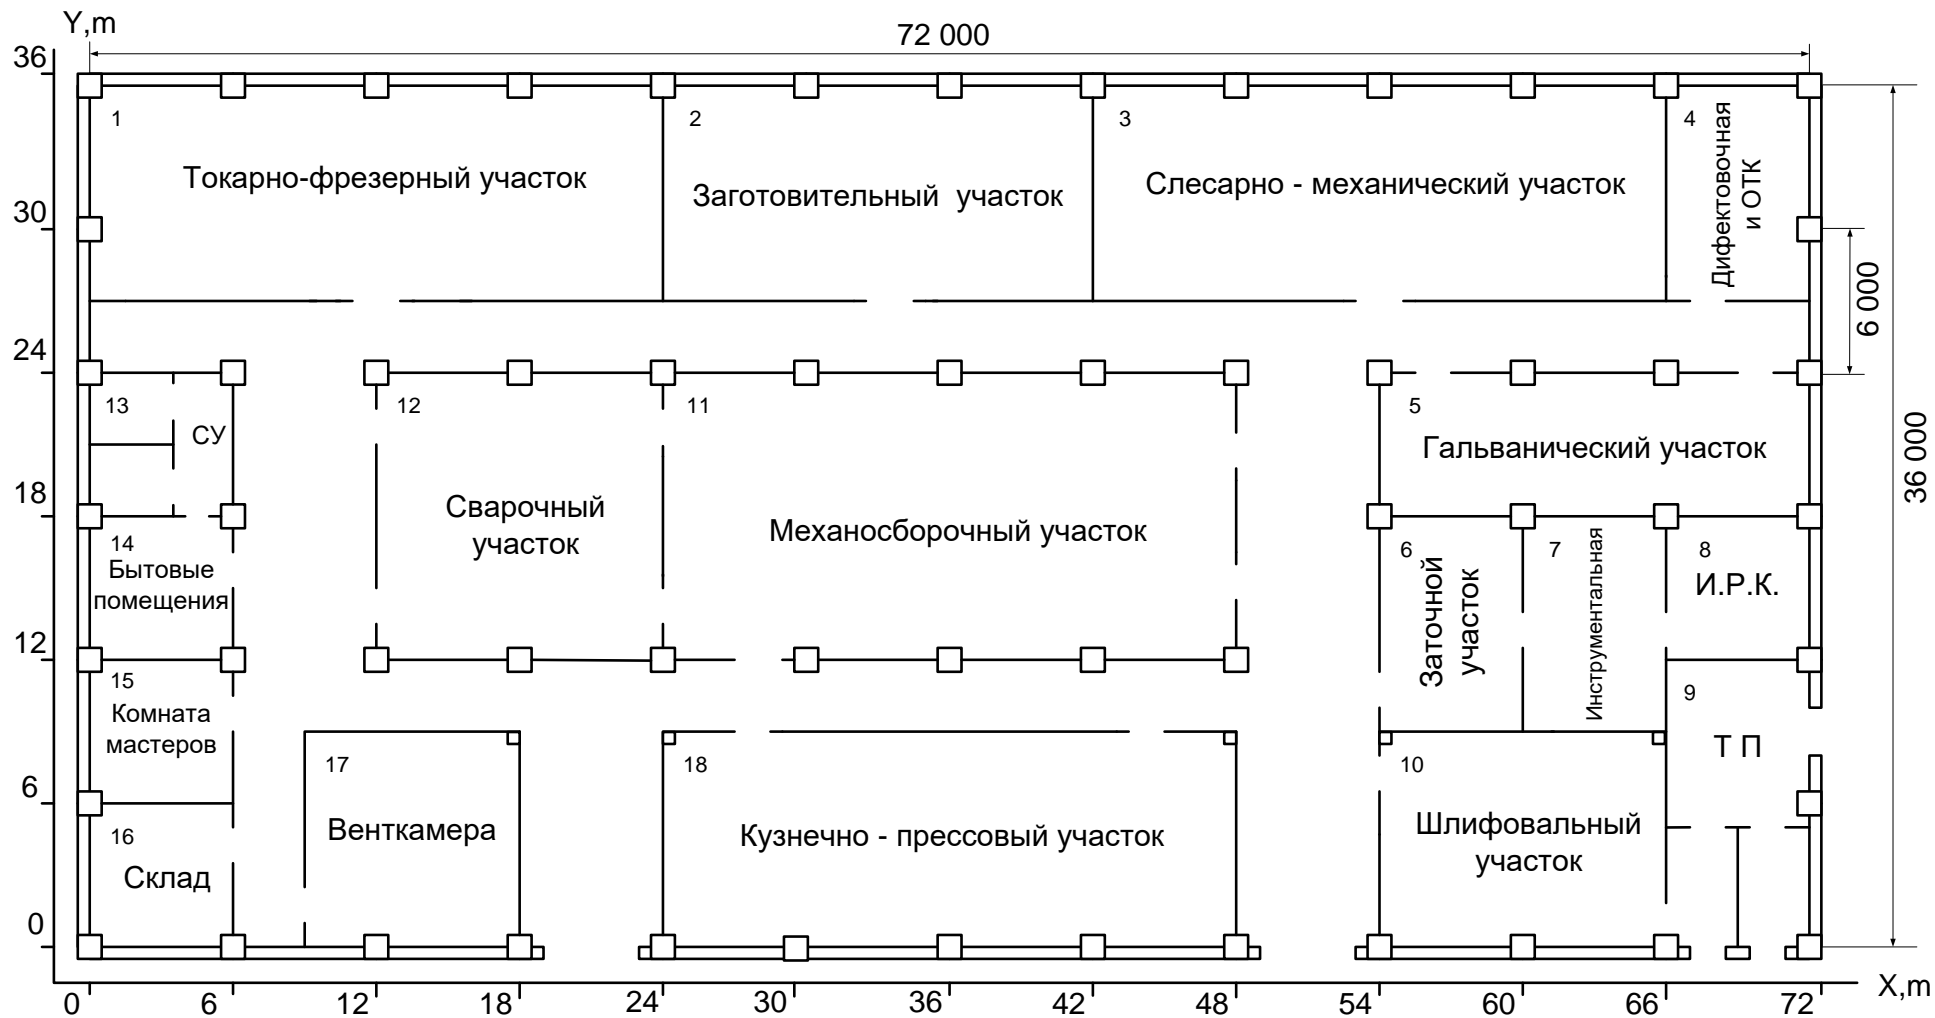 Y,m
72 000
36
30
24
18
12
6
0
1
Токарно-фрезерный участок
2
Заготовительный участок
3
Слесарно - механический участок
4
Дифектовочная
и ОТК
6 000
36 000
13
СУ
12
Сварочный
участок
11
Механосборочный участок
5
Гальванический участок
14
Бытовые
помещения
6
Заточной
участок
7
Инструментальная
8
И.Р.К.
15
Комната
мастеров
9
Т П
16
Склад
17
Венткамера
18
Кузнечно - прессовый участок
10
Шлифовальный
участок
0
6
12
18
24
30
36
42
48
54
60
66
72
X,m